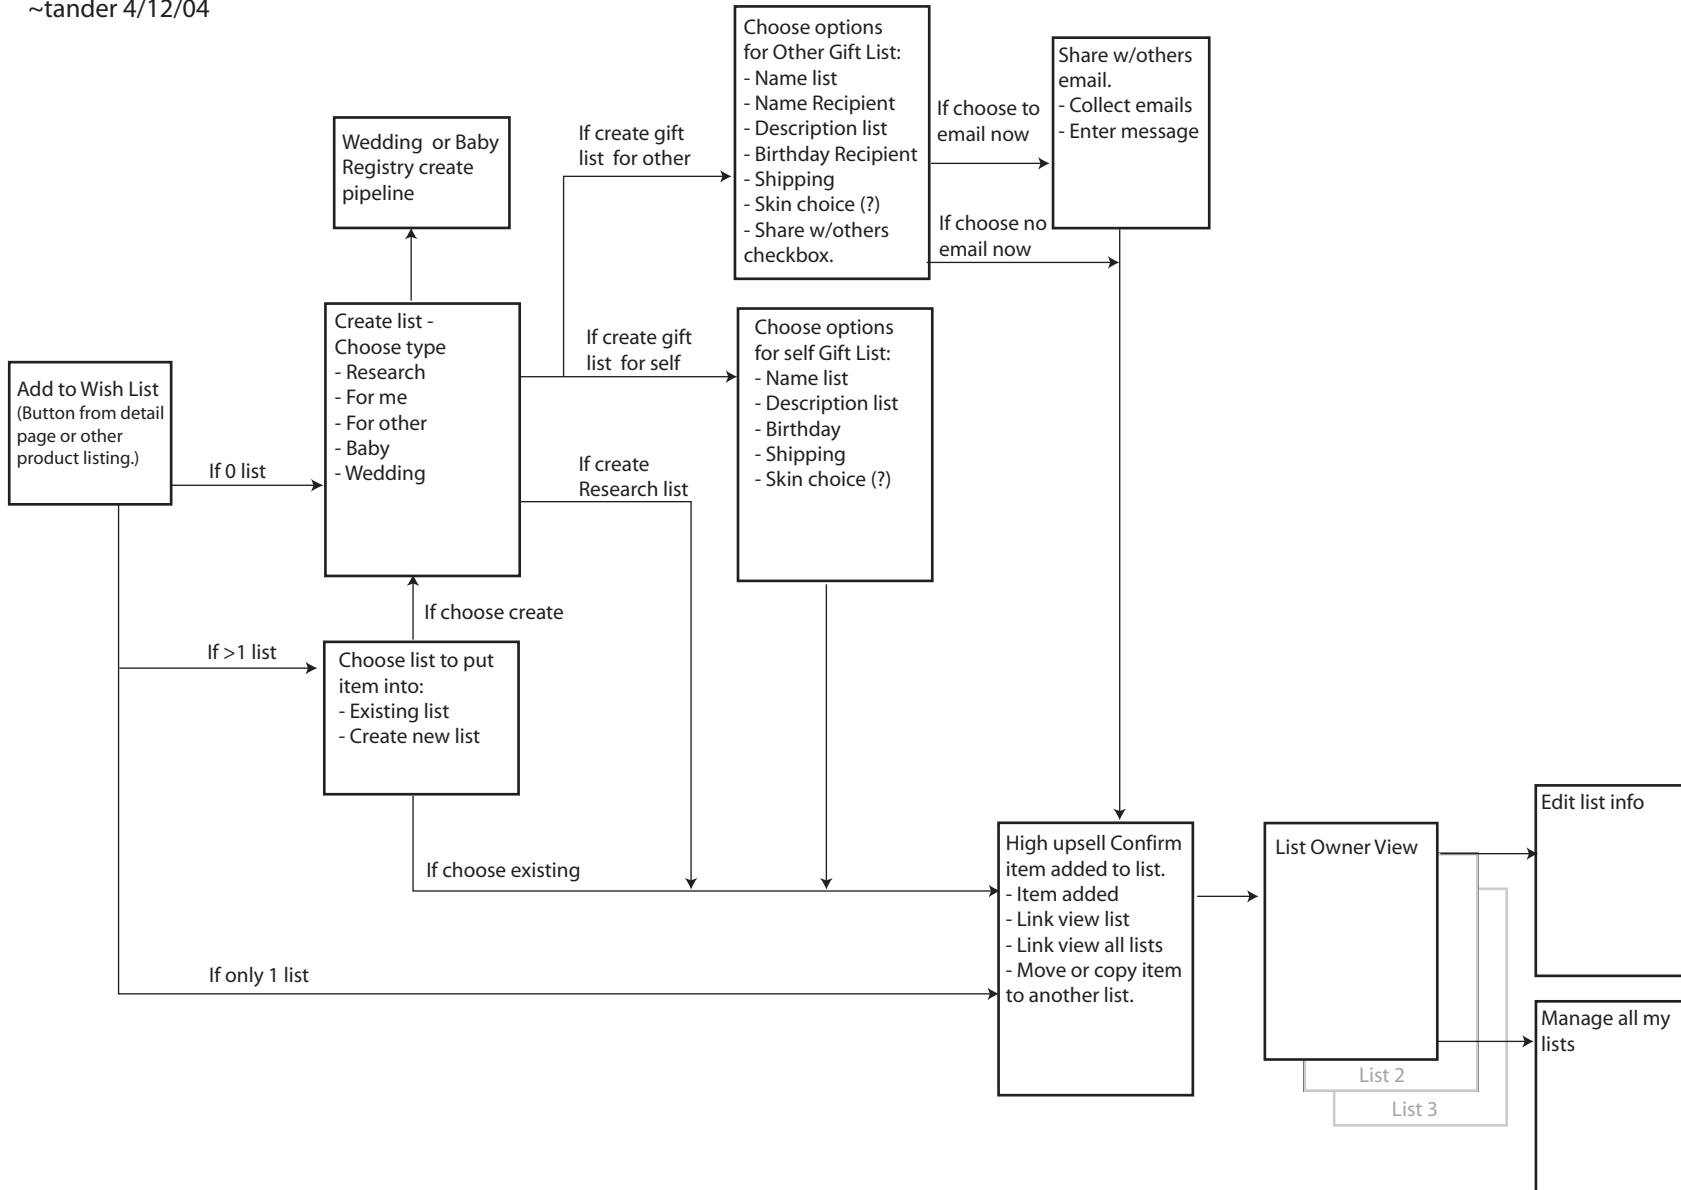 ~tander 4/12/04
Choose options
for Other Gift List:
- Name list
- Name Recipient
- Description list
- Birthday Recipient
- Shipping
- Skin choice (?)
- Share w/others
checkbox.
Share w/others
email.
- Collect emails
- Enter message
If choose to
email now
If choose no
email now
Wedding or Baby
Registry create
pipeline
If create gift
list for other
Create list -
Choose type
- Research
- For me
- For other
- Baby
- Wedding
If create gift
list for self
Choose options
for self Gift List:
- Name list
- Description list
- Birthday
- Shipping
- Skin choice (?)
Add to Wish List
(Button from detail
page or other
product listing.)
If 0 list
If create
Research list
If choose create
If >1 list
Choose list to put
item into:
- Existing list
- Create new list
If choose existing
If only 1 list
High upsell Confirm
item added to list.
- Item added
- Link view list
- Link view all lists
- Move or copy item
to another list.
List Owner View
List 2
List 3
Edit list info
Manage all my
lists